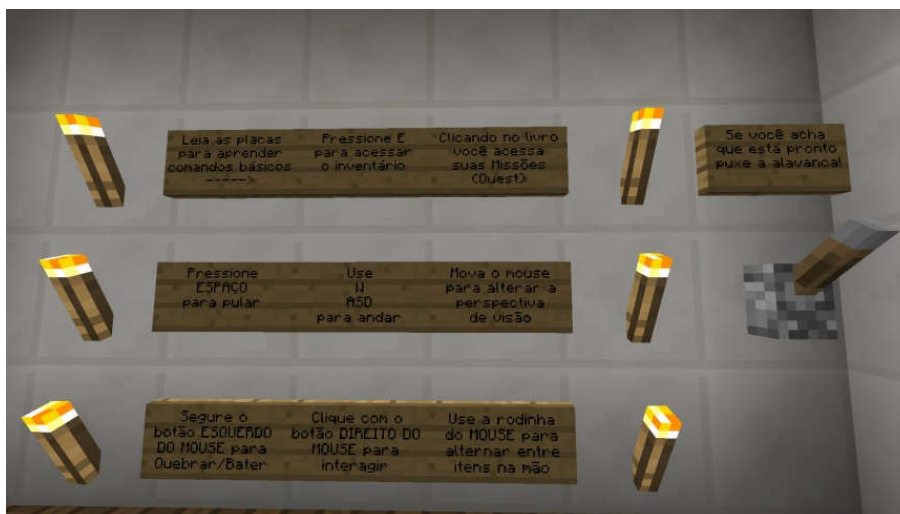 Leia as placas
para aprender
comandos básicos
----->
Pressione E
para acessar
o inventário
Clicando no livro
você acessa
suas Missões
(Quest)
Se você acha
que está pronto
puxe a alavanca!
Pressione
ESPAÇO
para pular
Use
W
ASD
para andar
Mova o mouse
para alterar a
perspectiva
de visão
Segure o
botão ESQUERDO
DO MOUSE para
Quebrar/Bater
Clique com o
botão DIREITO DO
MOUSE para
interagir
Use a rodinha
do MOUSE para
alternar entre
itens na mão